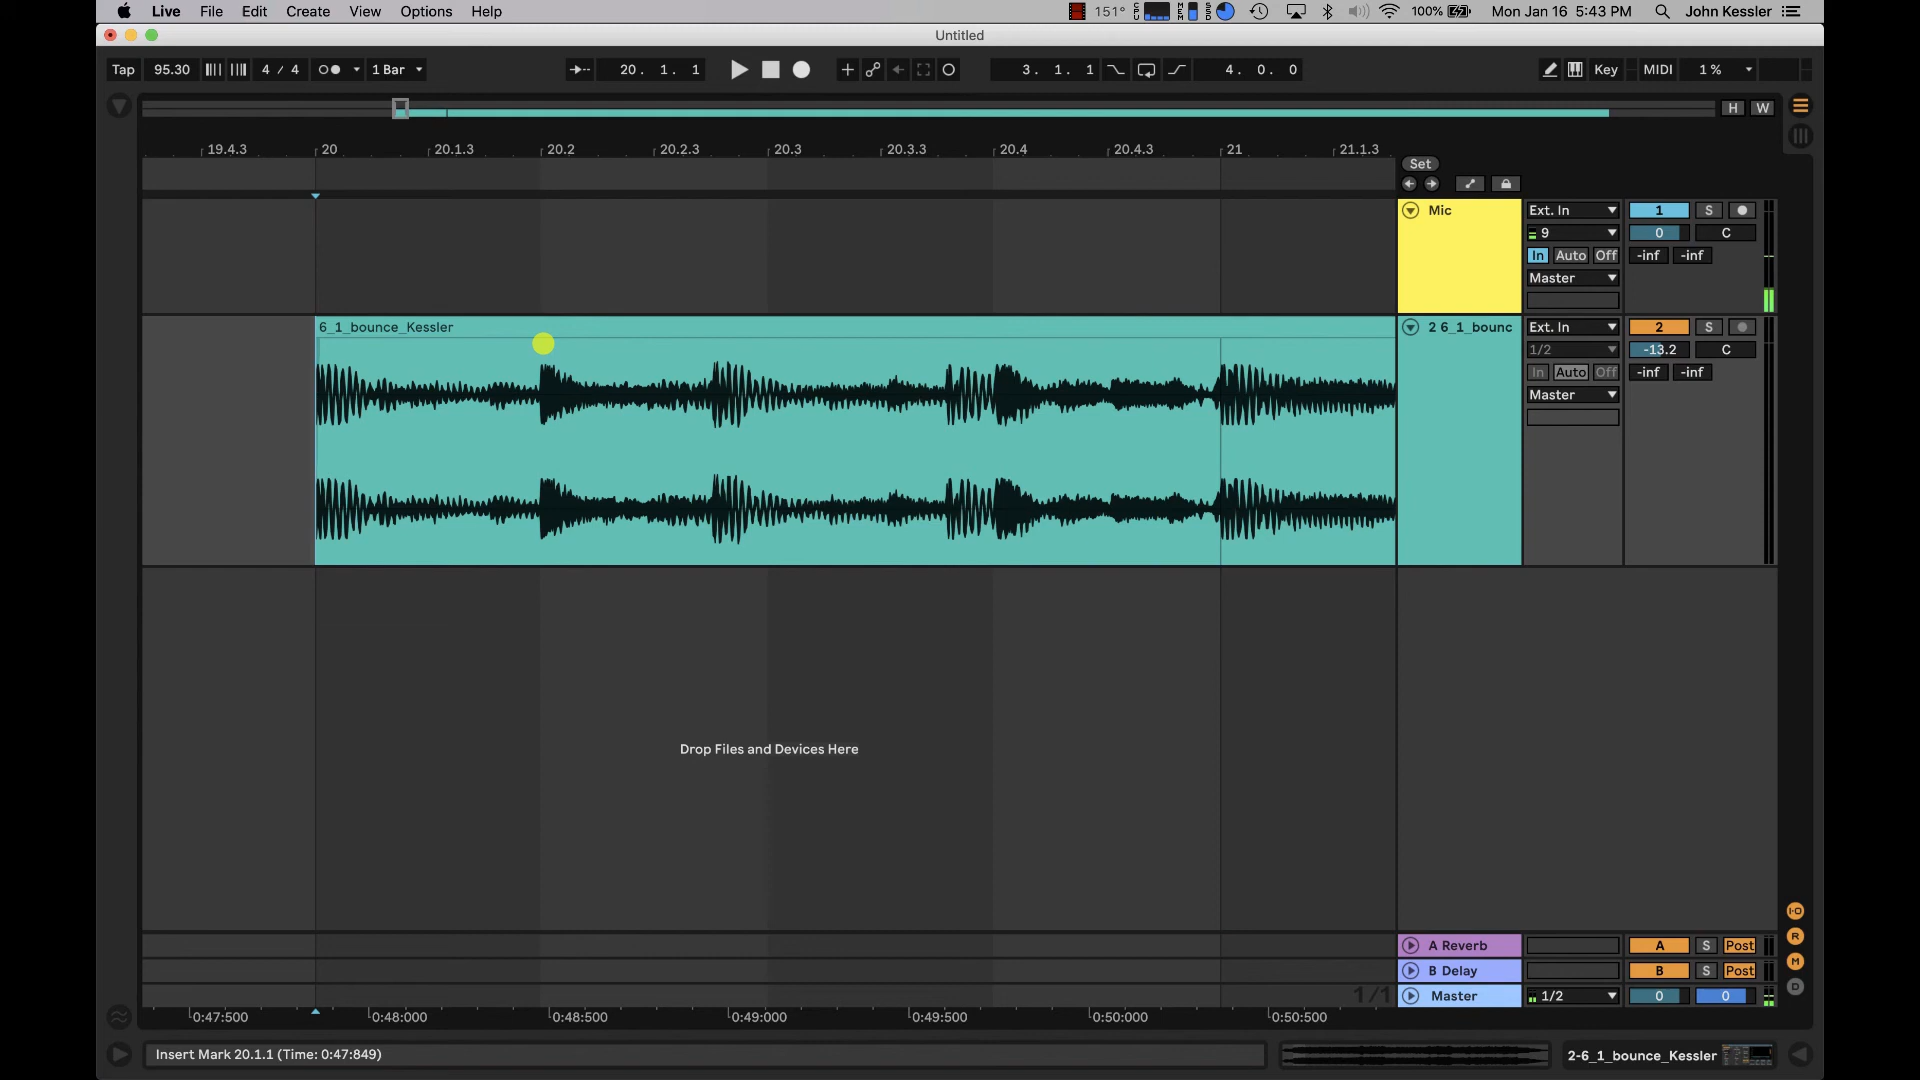 Live File Edit Create View Options Help 151° 100% Mon Jan 16 5:43 PM John Kessler
Untitled
Tap 95.30 4 / 4 1 Bar 20. 1. 1 3. 1. 1 4. 0. 0 Key MIDI 1 %
H W
19.4.3 20 20.1.3 20.2 20.2.3 20.3 20.3.3 20.4 20.4.3 21 21.1.3
Set
Mic Ext. In 1 S
9 0 C
In Auto Off -inf -inf
Master
6_1_bounce_Kessler 2 6_1_bounc Ext. In 2 S
1/2 -13.2 C
In Auto Off -inf -inf
Master
Drop Files and Devices Here
A Reverb A S Post
B Delay B S Post
1/1 Master 1/2 0 0
I-O
R
M
D
0:47:500 0:48:000 0:48:500 0:49:000 0:49:500 0:50:000 0:50:500
Insert Mark 20.1.1 (Time: 0:47:849) 2-6_1_bounce_Kessler